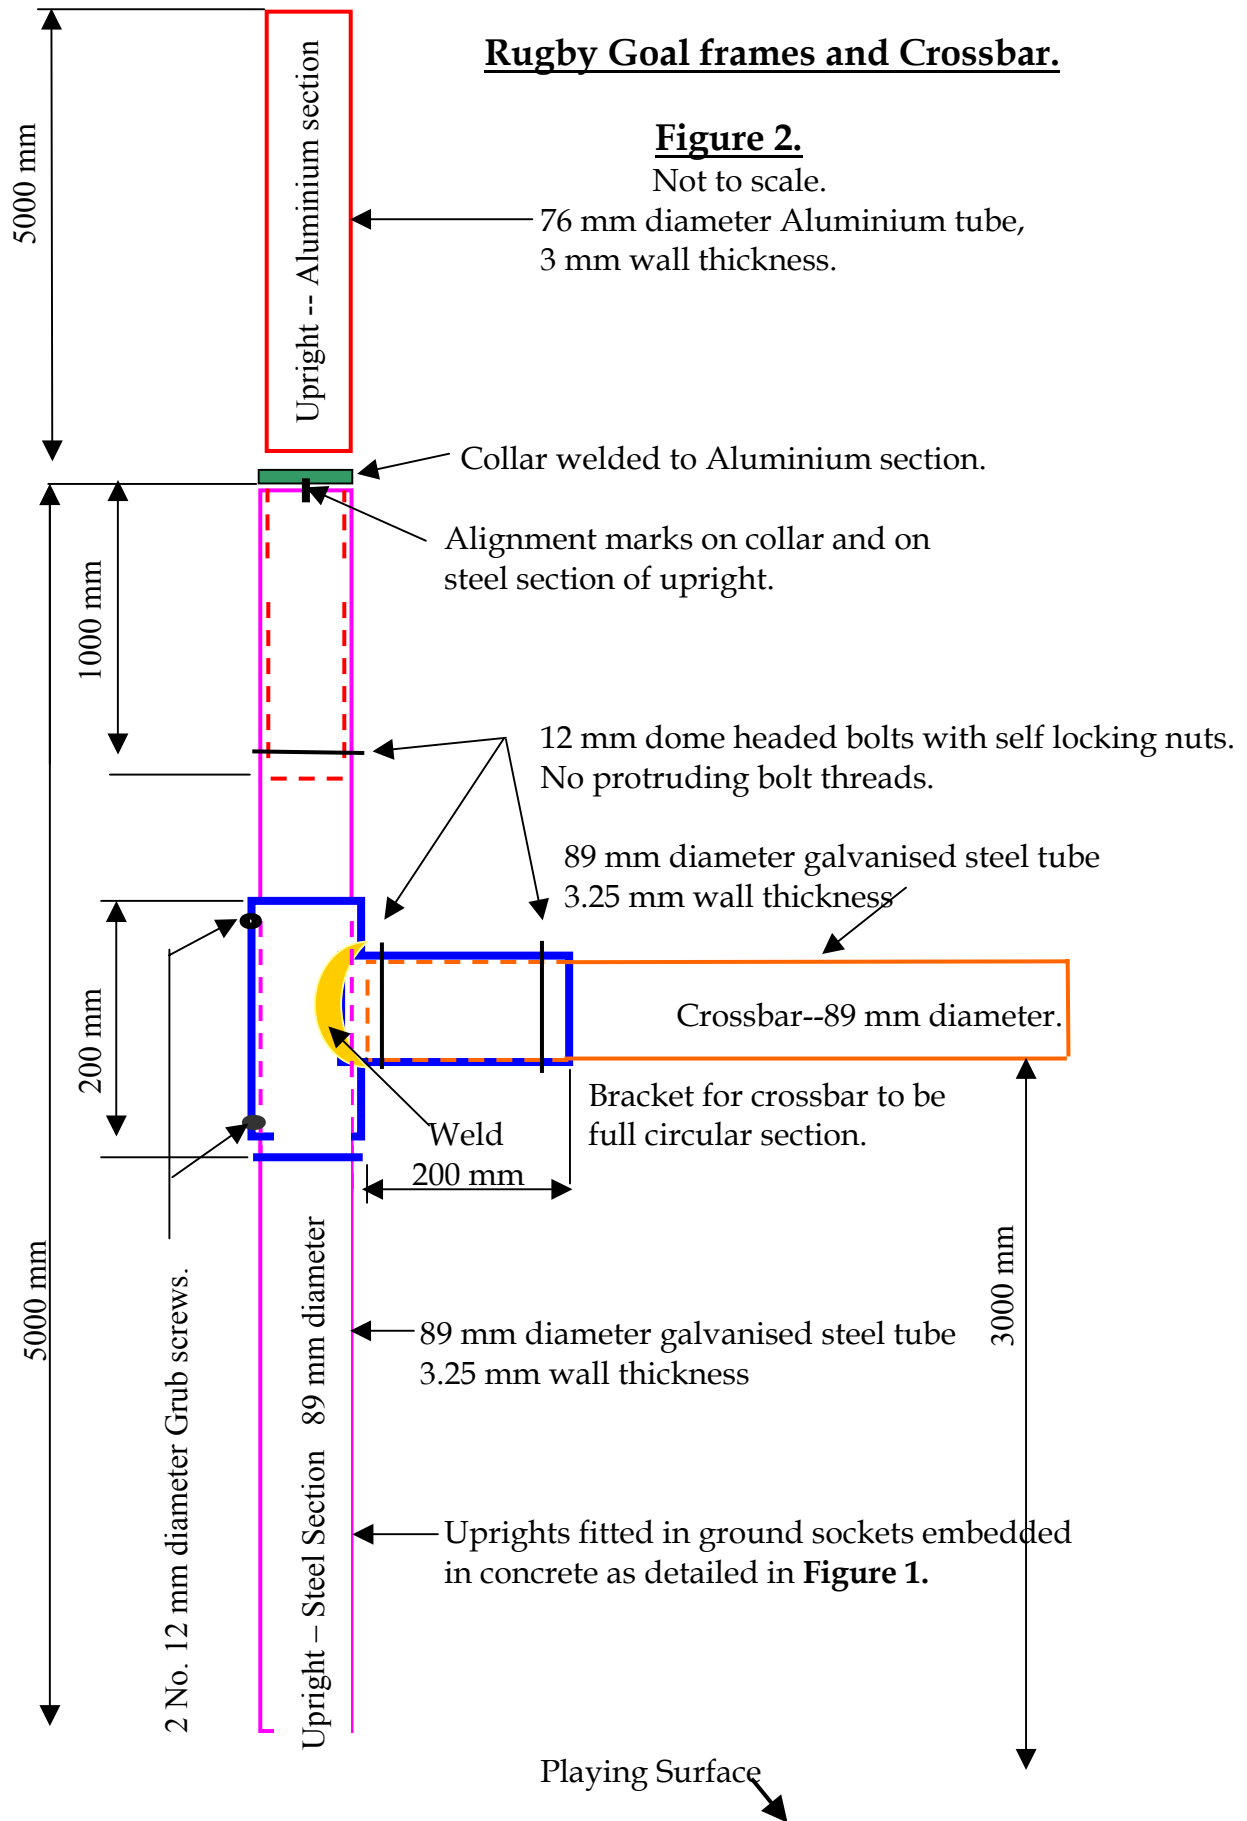 Rugby Goal frames and Crossbar.
Figure 2.
Not to scale.
76 mm diameter Aluminium tube,
3 mm wall thickness.
5000 mm
Upright -- Aluminium section
Collar welded to Aluminium section.
Alignment marks on collar and on
steel section of upright.
1000 mm
12 mm dome headed bolts with self locking nuts.
No protruding bolt threads.
89 mm diameter galvanised steel tube
3.25 mm wall thickness
Crossbar--89 mm diameter.
200 mm
Bracket for crossbar to be
full circular section.
Weld
200 mm
5000 mm
2 No. 12 mm diameter Grub screws.
Upright – Steel Section 89 mm diameter
89 mm diameter galvanised steel tube
3.25 mm wall thickness
3000 mm
Uprights fitted in ground sockets embedded
in concrete as detailed in Figure 1.
Playing Surface